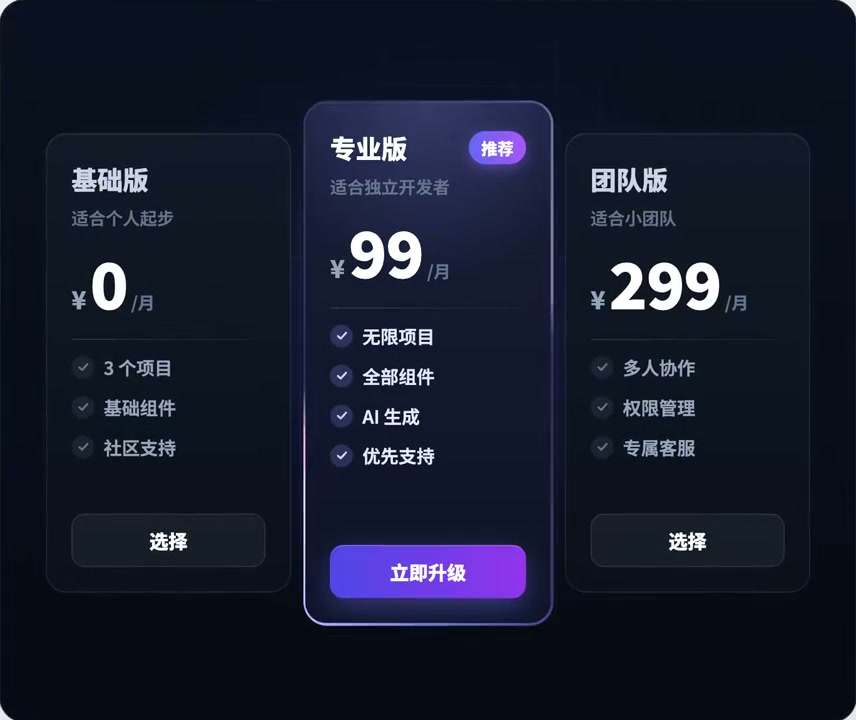 基础版
适合个人起步
¥0/月
3 个项目
基础组件
社区支持
选择
专业版
推荐
适合独立开发者
¥99/月
无限项目
全部组件
AI 生成
优先支持
立即升级
团队版
适合小团队
¥299/月
多人协作
权限管理
专属客服
选择